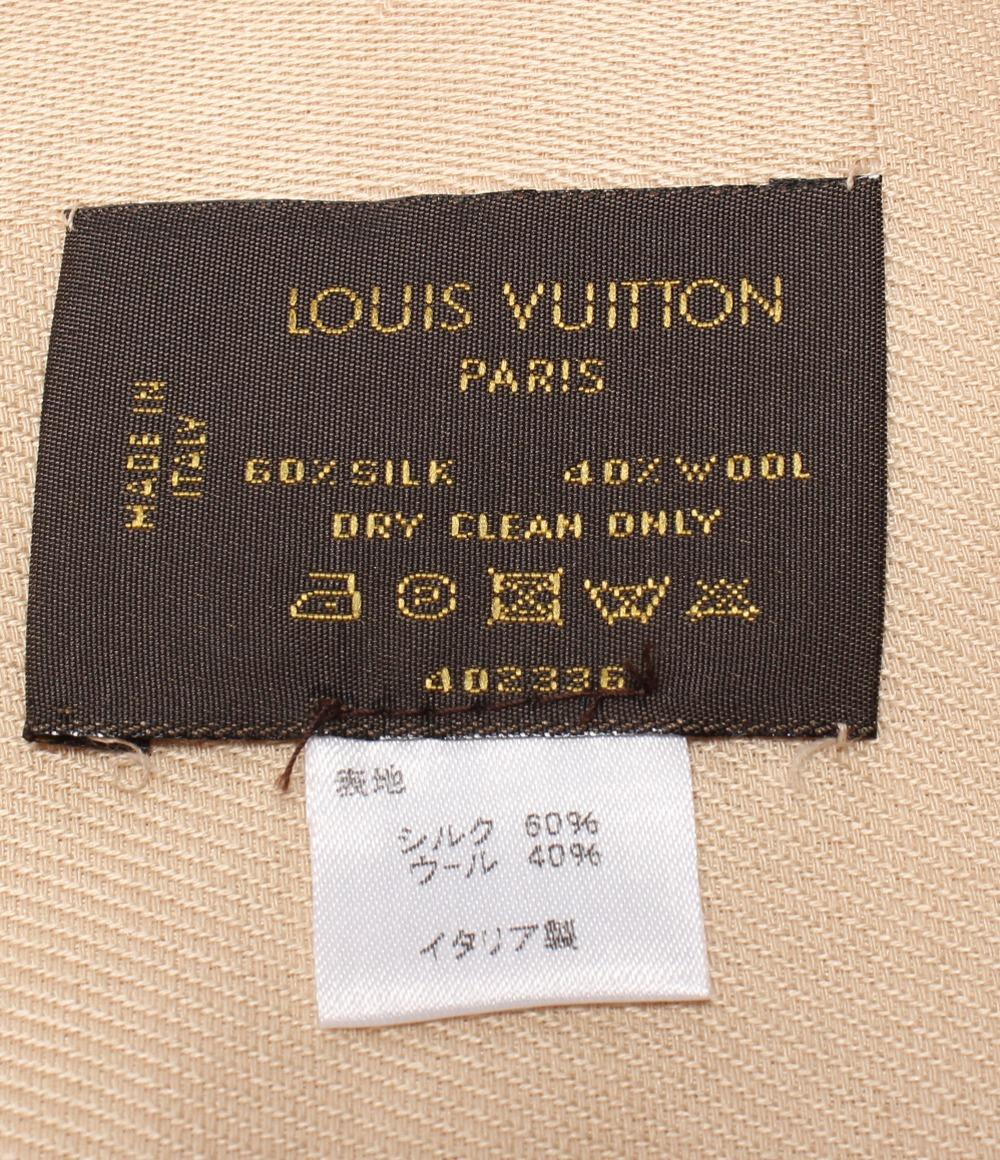 LOUIS VUITTON
PARIS
MADE IN
ITALY
60% SILK 40% WOOL
DRY CLEAN ONLY
P
402336
表地
シルク 60%
ウール 40%
イタリア製